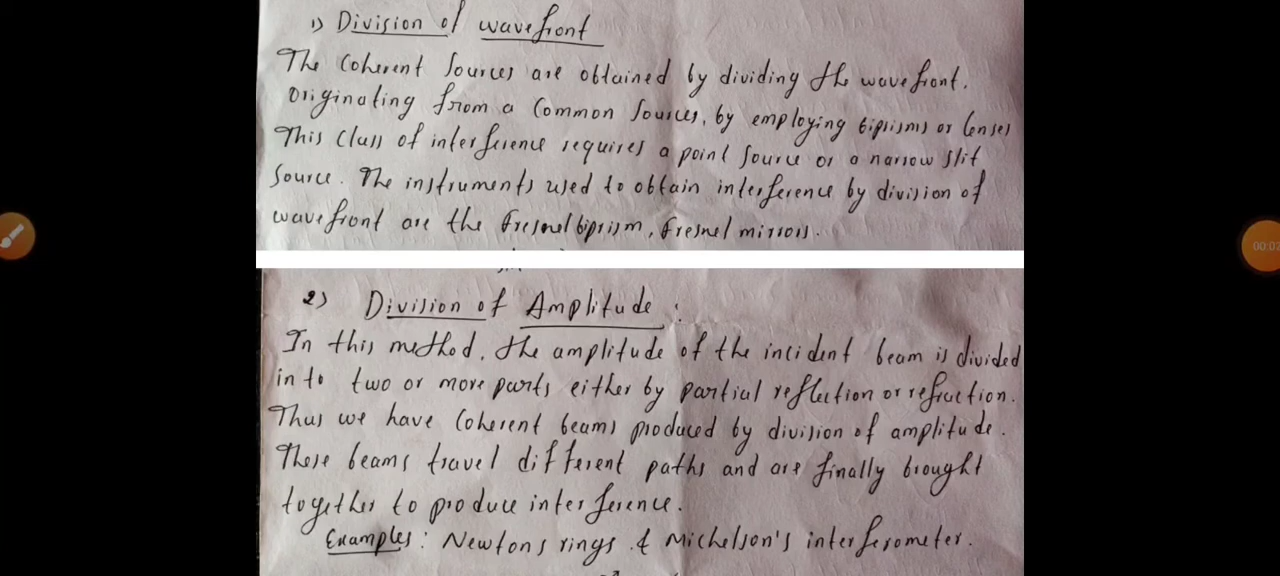 1) Division of wavefront
The Coherent Sources are obtained by dividing the wavefront.
Originating from a Common Sources, by employing biprisms or lenses
This Class of interference requires a point Source or a narrow slit
Source. The instruments used to obtain interference by division of
wavefront are the fresnel biprism, fresnel mirrors.
2) Division of Amplitude :
In this method, the amplitude of the incident beam is divided
in to two or more parts either by partial reflection or refraction.
Thus we have Coherent beams produced by division of amplitude.
These beams travel different paths and are finally brought
together to produce interference.
Examples: Newtons rings & Michelson's interferometer.
00:02